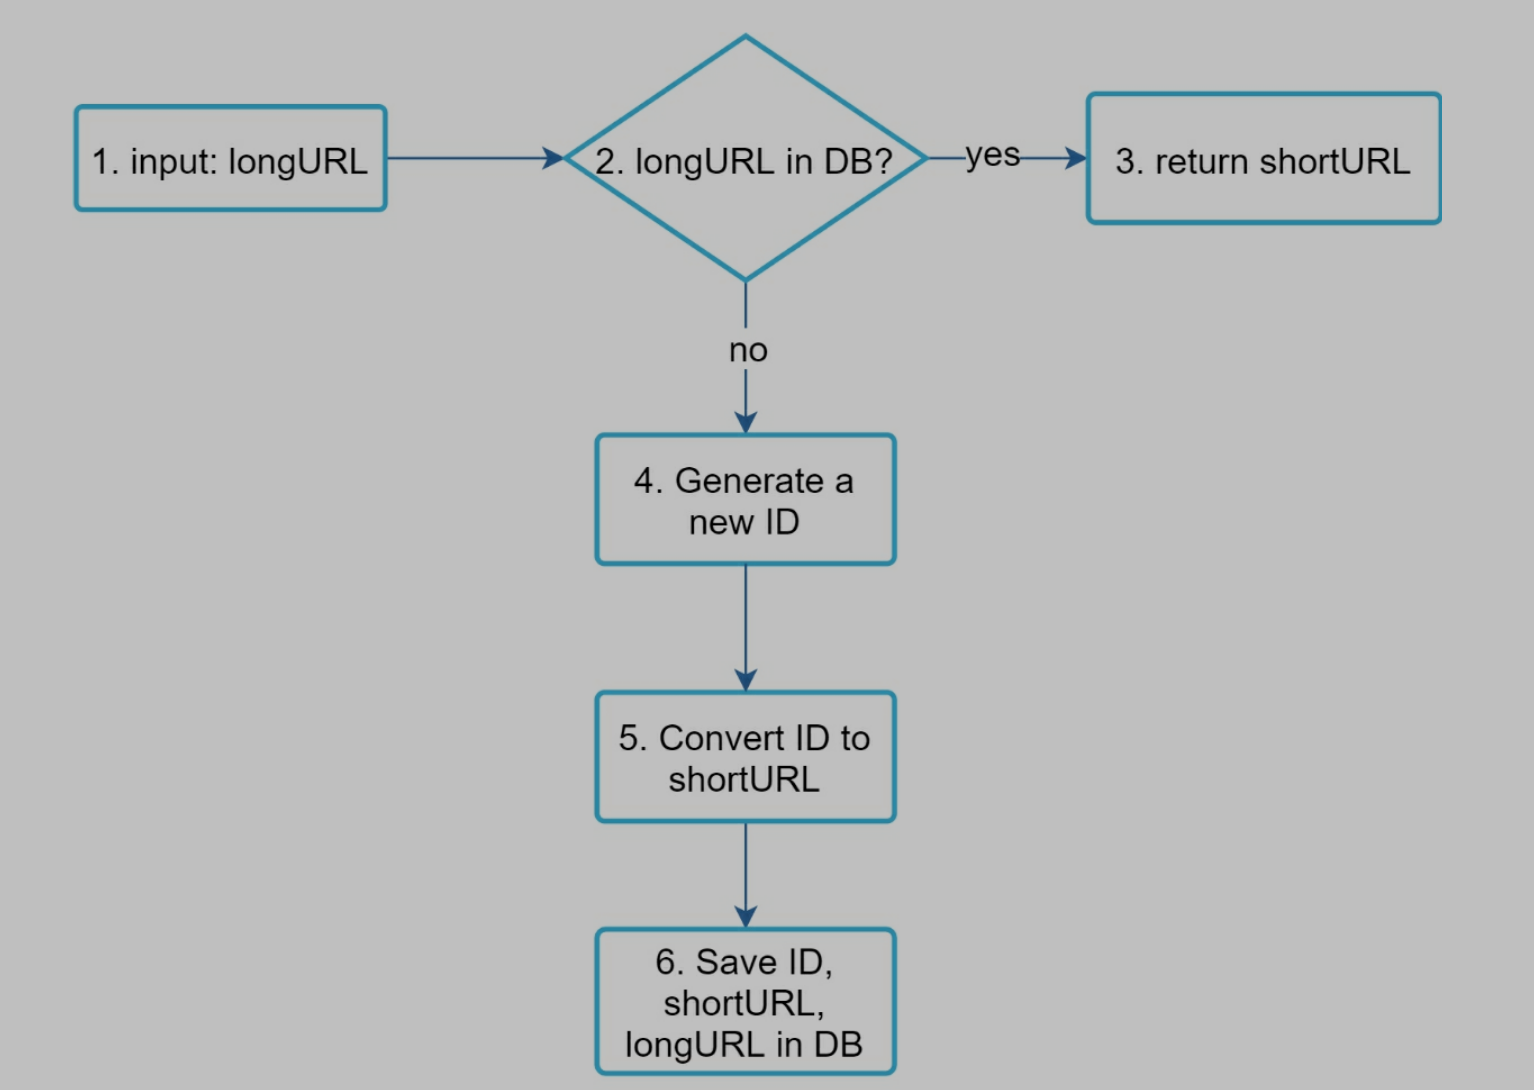 1. input: longURL
2. longURL in DB?
yes
3. return shortURL
no
4. Generate a
new ID
5. Convert ID to
shortURL
6. Save ID,
shortURL,
longURL in DB